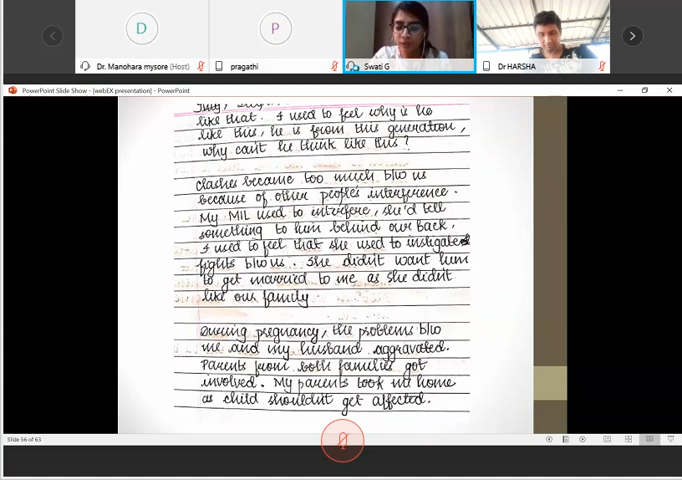 D
P
Dr. Manohara mysore (Host)
pragathi
Swati G
Dr HARSHA
PowerPoint Slide Show - [webEX presentation] - PowerPoint
like that. I used to feel why is he
like this, he is from this generation,
why can't he think like this?
Clashes became too much b/w us
because of other people's interference.
My MIL used to interfere, she'd tell
something to him behind our back.
I used to feel that she used to instigate
fights b/w us. She didn't want him
to get married to me as she didn't
like our family.
During pregnancy, the problems b/w
me and my husband aggravated.
Parents from both families got
involved. My parents took me home
as child shouldn't get affected.
Slide 56 of 63